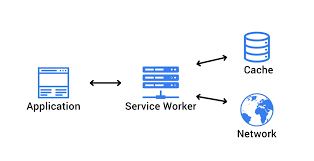 Cache
Application
Service Worker
Network